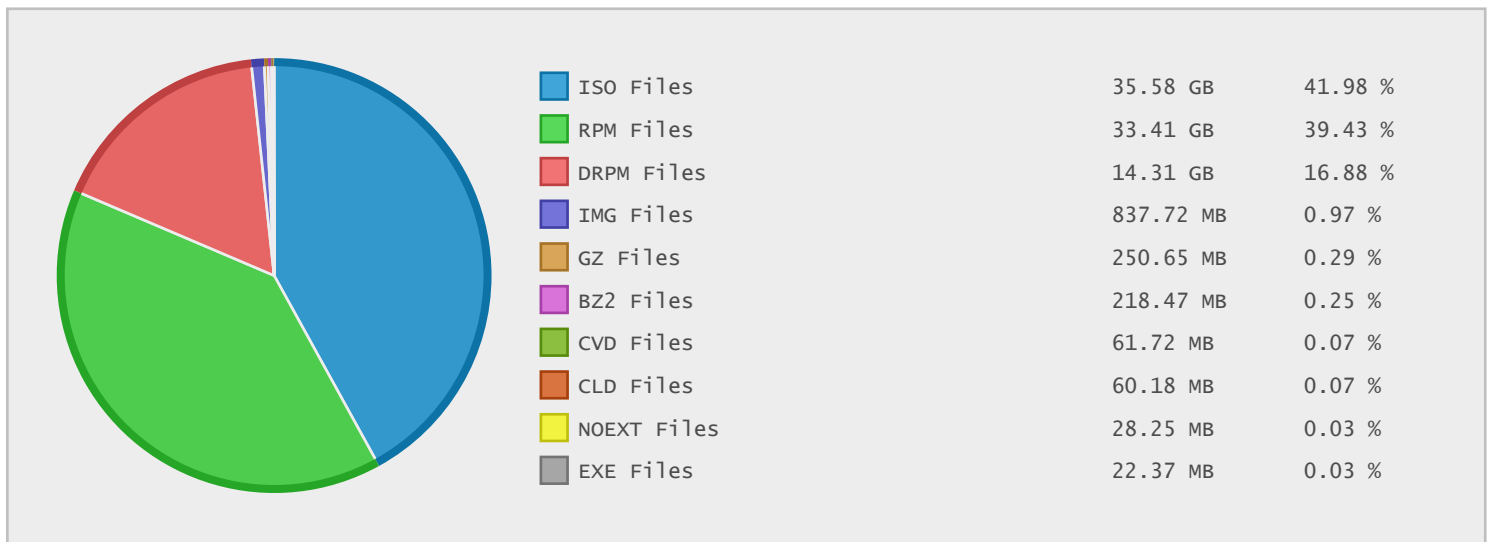 ISO Files 35.58 GB 41.98 %
RPM Files 33.41 GB 39.43 %
DRPM Files 14.31 GB 16.88 %
IMG Files 837.72 MB 0.97 %
GZ Files 250.65 MB 0.29 %
BZ2 Files 218.47 MB 0.25 %
CVD Files 61.72 MB 0.07 %
CLD Files 60.18 MB 0.07 %
NOEXT Files 28.25 MB 0.03 %
EXE Files 22.37 MB 0.03 %